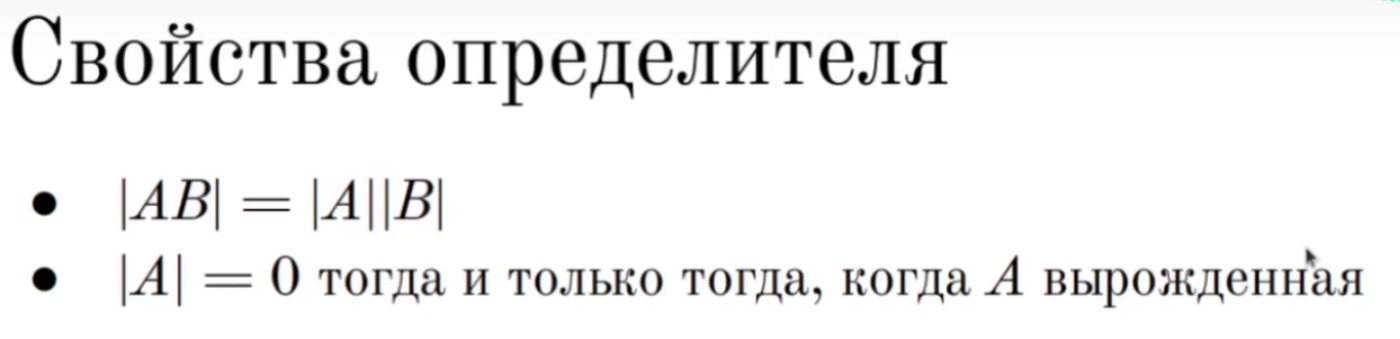 Свойства определителя
• |AB| = |A||B|
• |A| = 0 тогда и только тогда, когда A вырожденная